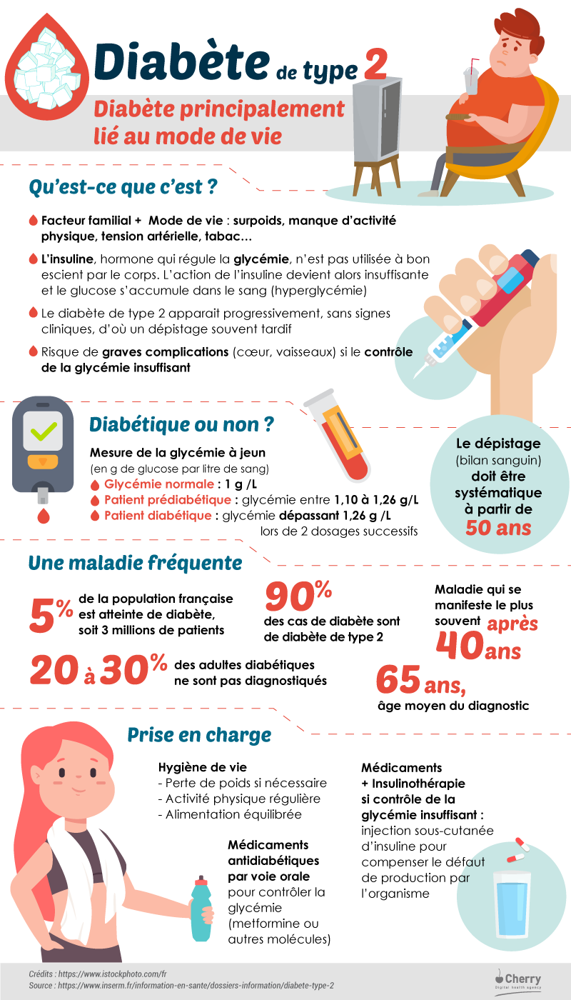 Diabète de type 2
Diabète principalement
lié au mode de vie
Qu'est-ce que c'est ?
Facteur familial + Mode de vie : surpoids, manque d'activité
physique, tension artérielle, tabac…
L'insuline, hormone qui régule la glycémie, n'est pas utilisée à bon
escient par le corps. L'action de l'insuline devient alors insuffisante
et le glucose s'accumule dans le sang (hyperglycémie)
Le diabète de type 2 apparait progressivement, sans signes
cliniques, d'où un dépistage souvent tardif
Risque de graves complications (cœur, vaisseaux) si le contrôle
de la glycémie insuffisant
Diabétique ou non ?
Mesure de la glycémie à jeun
(en g de glucose par litre de sang)
Glycémie normale : 1 g /L
Patient prédiabétique : glycémie entre 1,10 à 1,26 g/L
Patient diabétique : glycémie dépassant 1,26 g /L
lors de 2 dosages successifs
Le dépistage
(bilan sanguin)
doit être
systématique
à partir de
50 ans
Une maladie fréquente
5%
de la population française
est atteinte de diabète,
soit 3 millions de patients
90%
des cas de diabète sont
de diabète de type 2
Maladie qui se
manifeste le plus
souvent après
40 ans
20 à 30%
des adultes diabétiques
ne sont pas diagnostiqués
65 ans,
âge moyen du diagnostic
Prise en charge
Hygiène de vie
- Perte de poids si nécessaire
- Activité physique régulière
- Alimentation équilibrée
Médicaments
antidiabétiques
par voie orale
pour contrôler la
glycémie
(metformine ou
autres molécules)
Médicaments
+ Insulinothérapie
si contrôle de la
glycémie insuffisant :
injection sous-cutanée
d'insuline pour
compenser le défaut
de production par
l'organisme
Crédits : https://www.istockphoto.com/fr
Source : https://www.inserm.fr/information-en-sante/dossiers-information/diabete-type-2
Cherry
Digital health agency